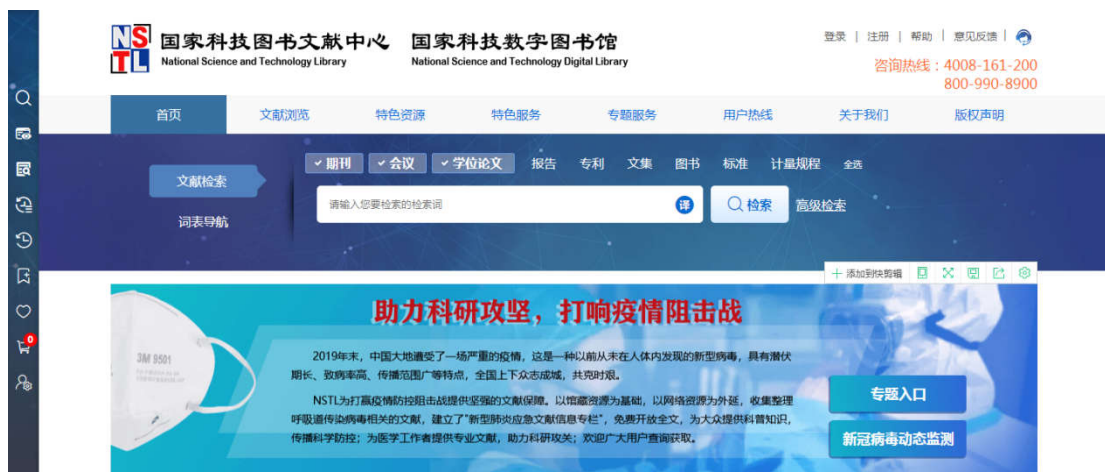 NSTL
国家科技图书文献中心 国家科技数字图书馆
National Science and Technology Library National Science and Technology Digital Library
登录 | 注册 | 帮助 | 意见反馈 |
咨询热线：4008-161-200
800-990-8900
首页 文献浏览 特色资源 特色服务 专题服务 用户热线 关于我们 版权声明
期刊 会议 学位论文 报告 专利 文集 图书 标准 计量规程 全选
文献检索
请输入您要检索的检索词 译 检索 高级检索
词表导航
0
添加到快剪辑
助力科研攻坚，打响疫情阻击战
3M 9501
2019年末，中国大地遭受了一场严重的疫情，这是一种以前从未在人体内发现的新型病毒，具有潜伏
期长、致病率高、传播范围广等特点，全国上下众志成城，共克时艰。
NSTL为打赢疫情防控阻击战提供坚强的文献保障。以馆藏资源为基础，以网络资源为外延，收集整理
呼吸道传染病毒相关的文献，建立了"新型肺炎应急文献信息专栏"，免费开放全文，为大众提供科普知识，
传播科学防控；为医学工作者提供专业文献，助力科研攻关；欢迎广大用户查询获取。
专题入口
新冠病毒动态监测